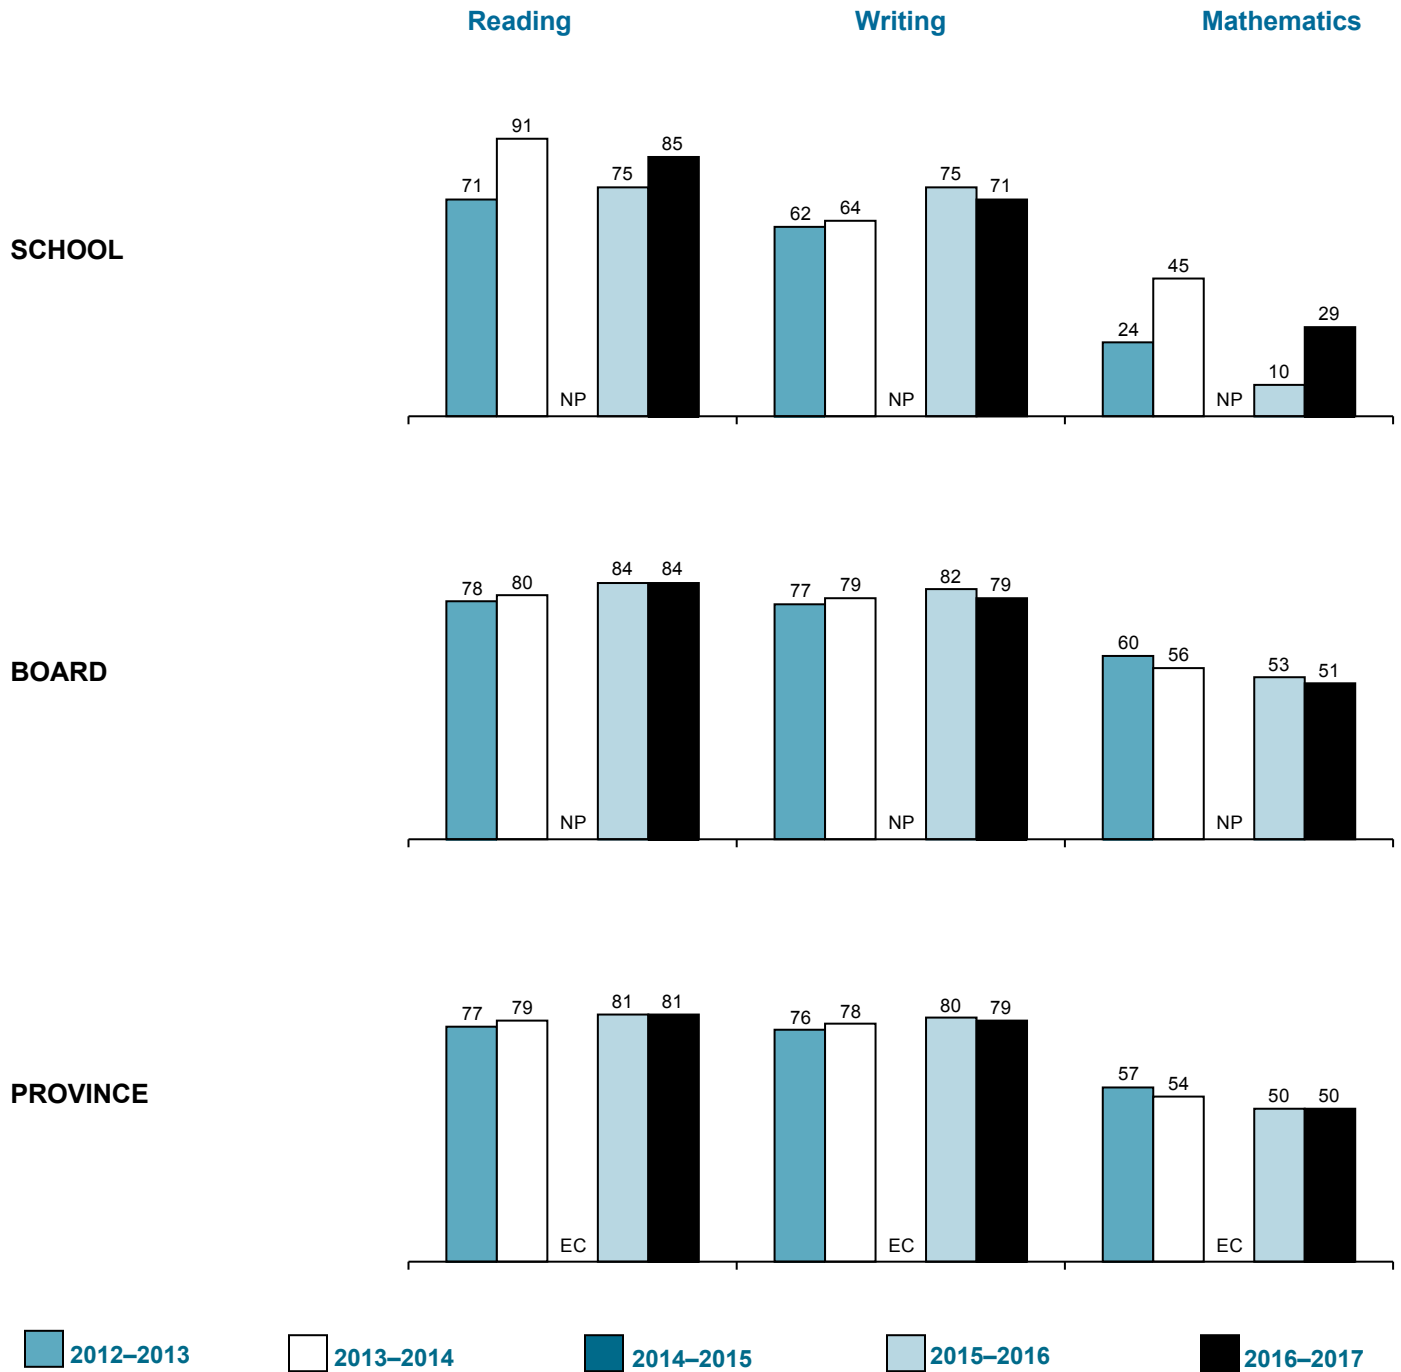 Reading Writing Mathematics
SCHOOL
71 91 NP 75 85 62 64 NP 75 71 24 45 NP 10 29
BOARD
78 80 NP 84 84 77 79 NP 82 79 60 56 NP 53 51
PROVINCE
77 79 EC 81 81 76 78 EC 80 79 57 54 EC 50 50
2012–2013 2013–2014 2014–2015 2015–2016 2016–2017